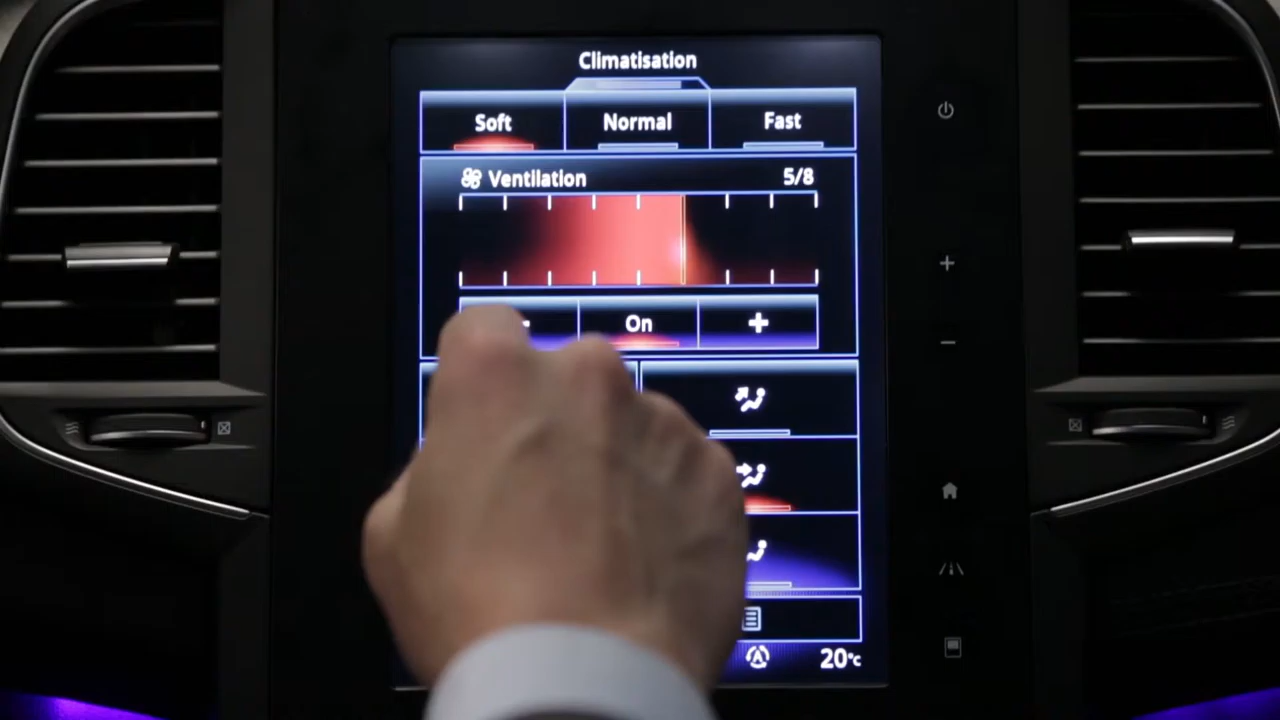 Climatisation
Soft Normal Fast
Ventilation 5/8
- On +
A 20°C